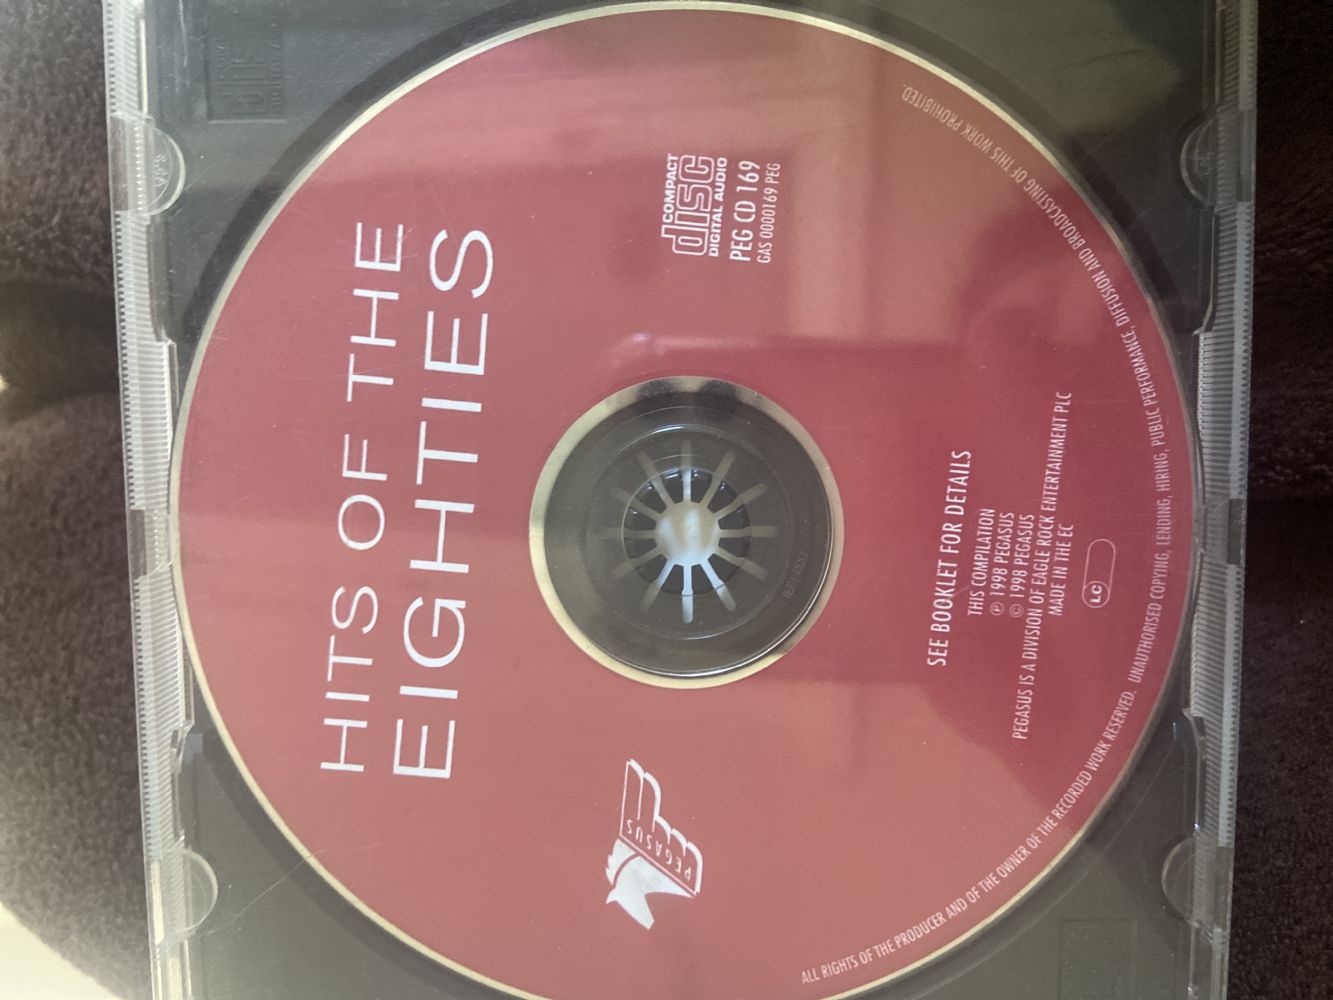 HITS OF THE
EIGHTIES
PEGASUS
COMPACT
disc
DIGITAL AUDIO
PEG CD 169
GAS 0000169 PEG
SEE BOOKLET FOR DETAILS
THIS COMPILATION
℗ 1998 PEGASUS
© 1998 PEGASUS
PEGASUS IS A DIVISION OF EAGLE ROCK ENTERTAINMENT PLC
MADE IN THE EC
LC
ALL RIGHTS OF THE PRODUCER AND OF THE OWNER OF THE RECORDED WORK RESERVED. UNAUTHORISED COPYING, LENDING, HIRING, PUBLIC PERFORMANCE, DIFFUSION AND BROADCASTING OF THIS WORK PROHIBITED.
disc